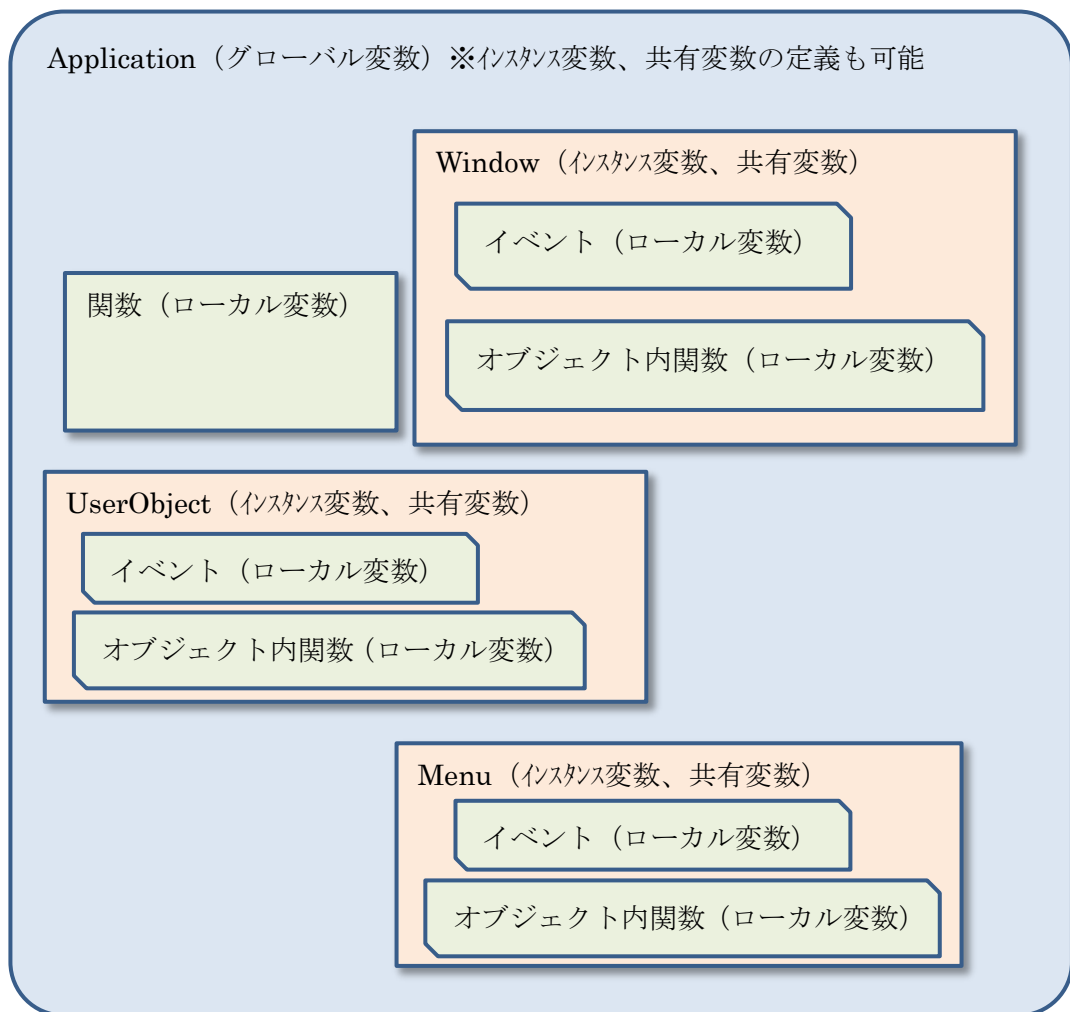 Application（グローバル変数）※ｲﾝｽﾀﾝｽ変数、共有変数の定義も可能
Window（ｲﾝｽﾀﾝｽ変数、共有変数）
イベント（ローカル変数）
オブジェクト内関数（ローカル変数）
関数（ローカル変数）
UserObject（ｲﾝｽﾀﾝｽ変数、共有変数）
イベント（ローカル変数）
オブジェクト内関数（ローカル変数）
Menu（ｲﾝｽﾀﾝｽ変数、共有変数）
イベント（ローカル変数）
オブジェクト内関数（ローカル変数）